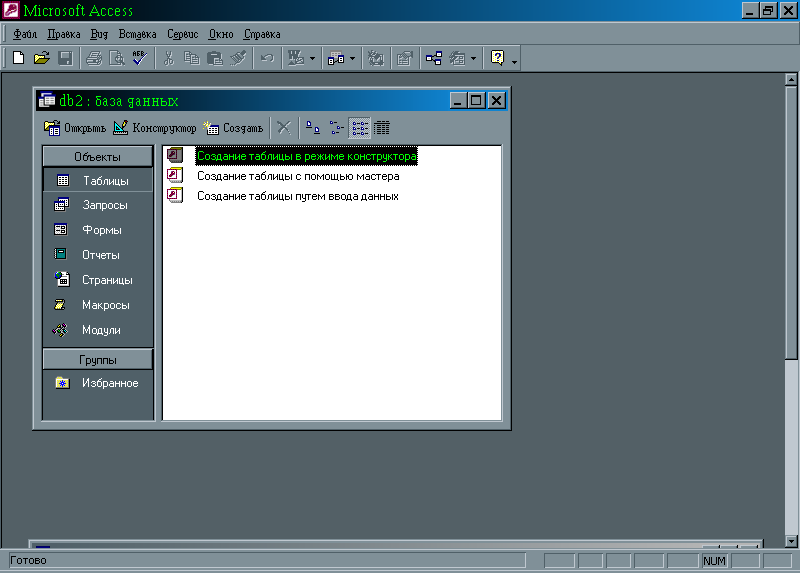 Microsoft Access
Файл Правка Вид Вставка Сервис Окно Справка
db2 : база данных
Открыть Конструктор Создать
Объекты
Таблицы
Запросы
Формы
Отчеты
Страницы
Макросы
Модули
Группы
Избранное
Создание таблицы в режиме конструктора
Создание таблицы с помощью мастера
Создание таблицы путем ввода данных
Готово
NUM